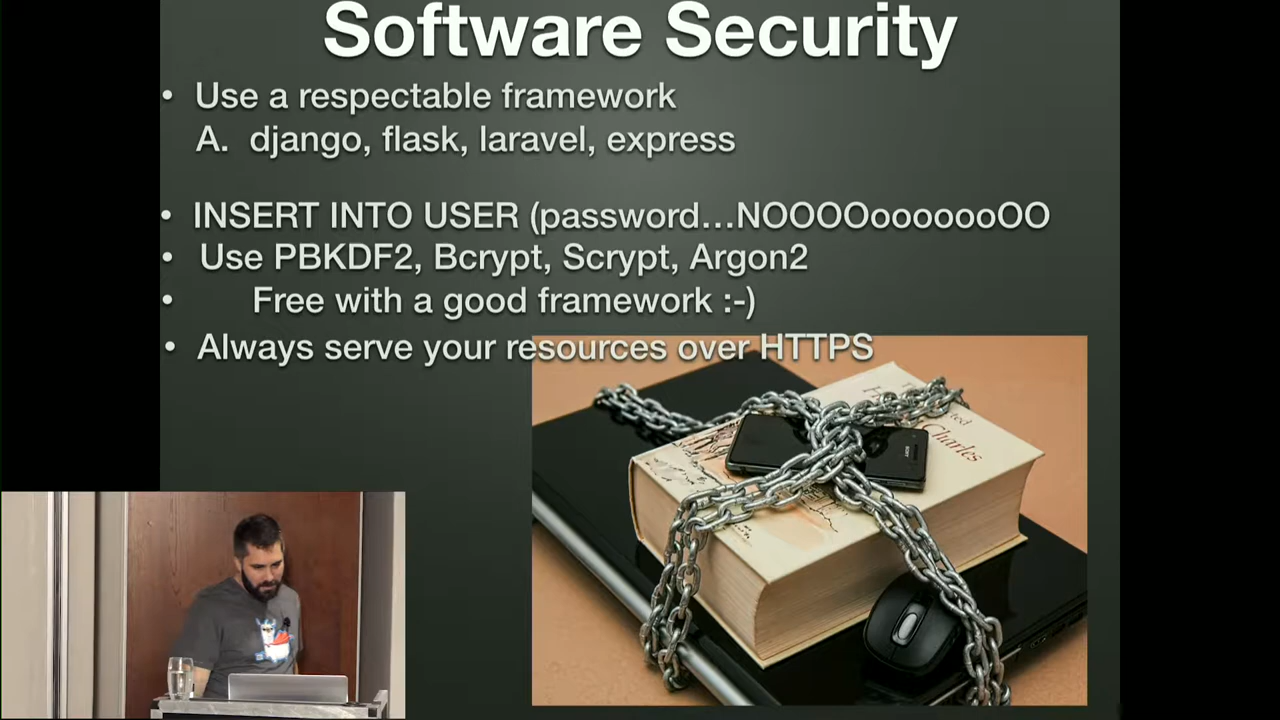 Software Security
• Use a respectable framework
A. django, flask, laravel, express
• INSERT INTO USER (password...NOOOOooooooOO
• Use PBKDF2, Bcrypt, Scrypt, Argon2
• Free with a good framework :-)
• Always serve your resources over HTTPS
Charles